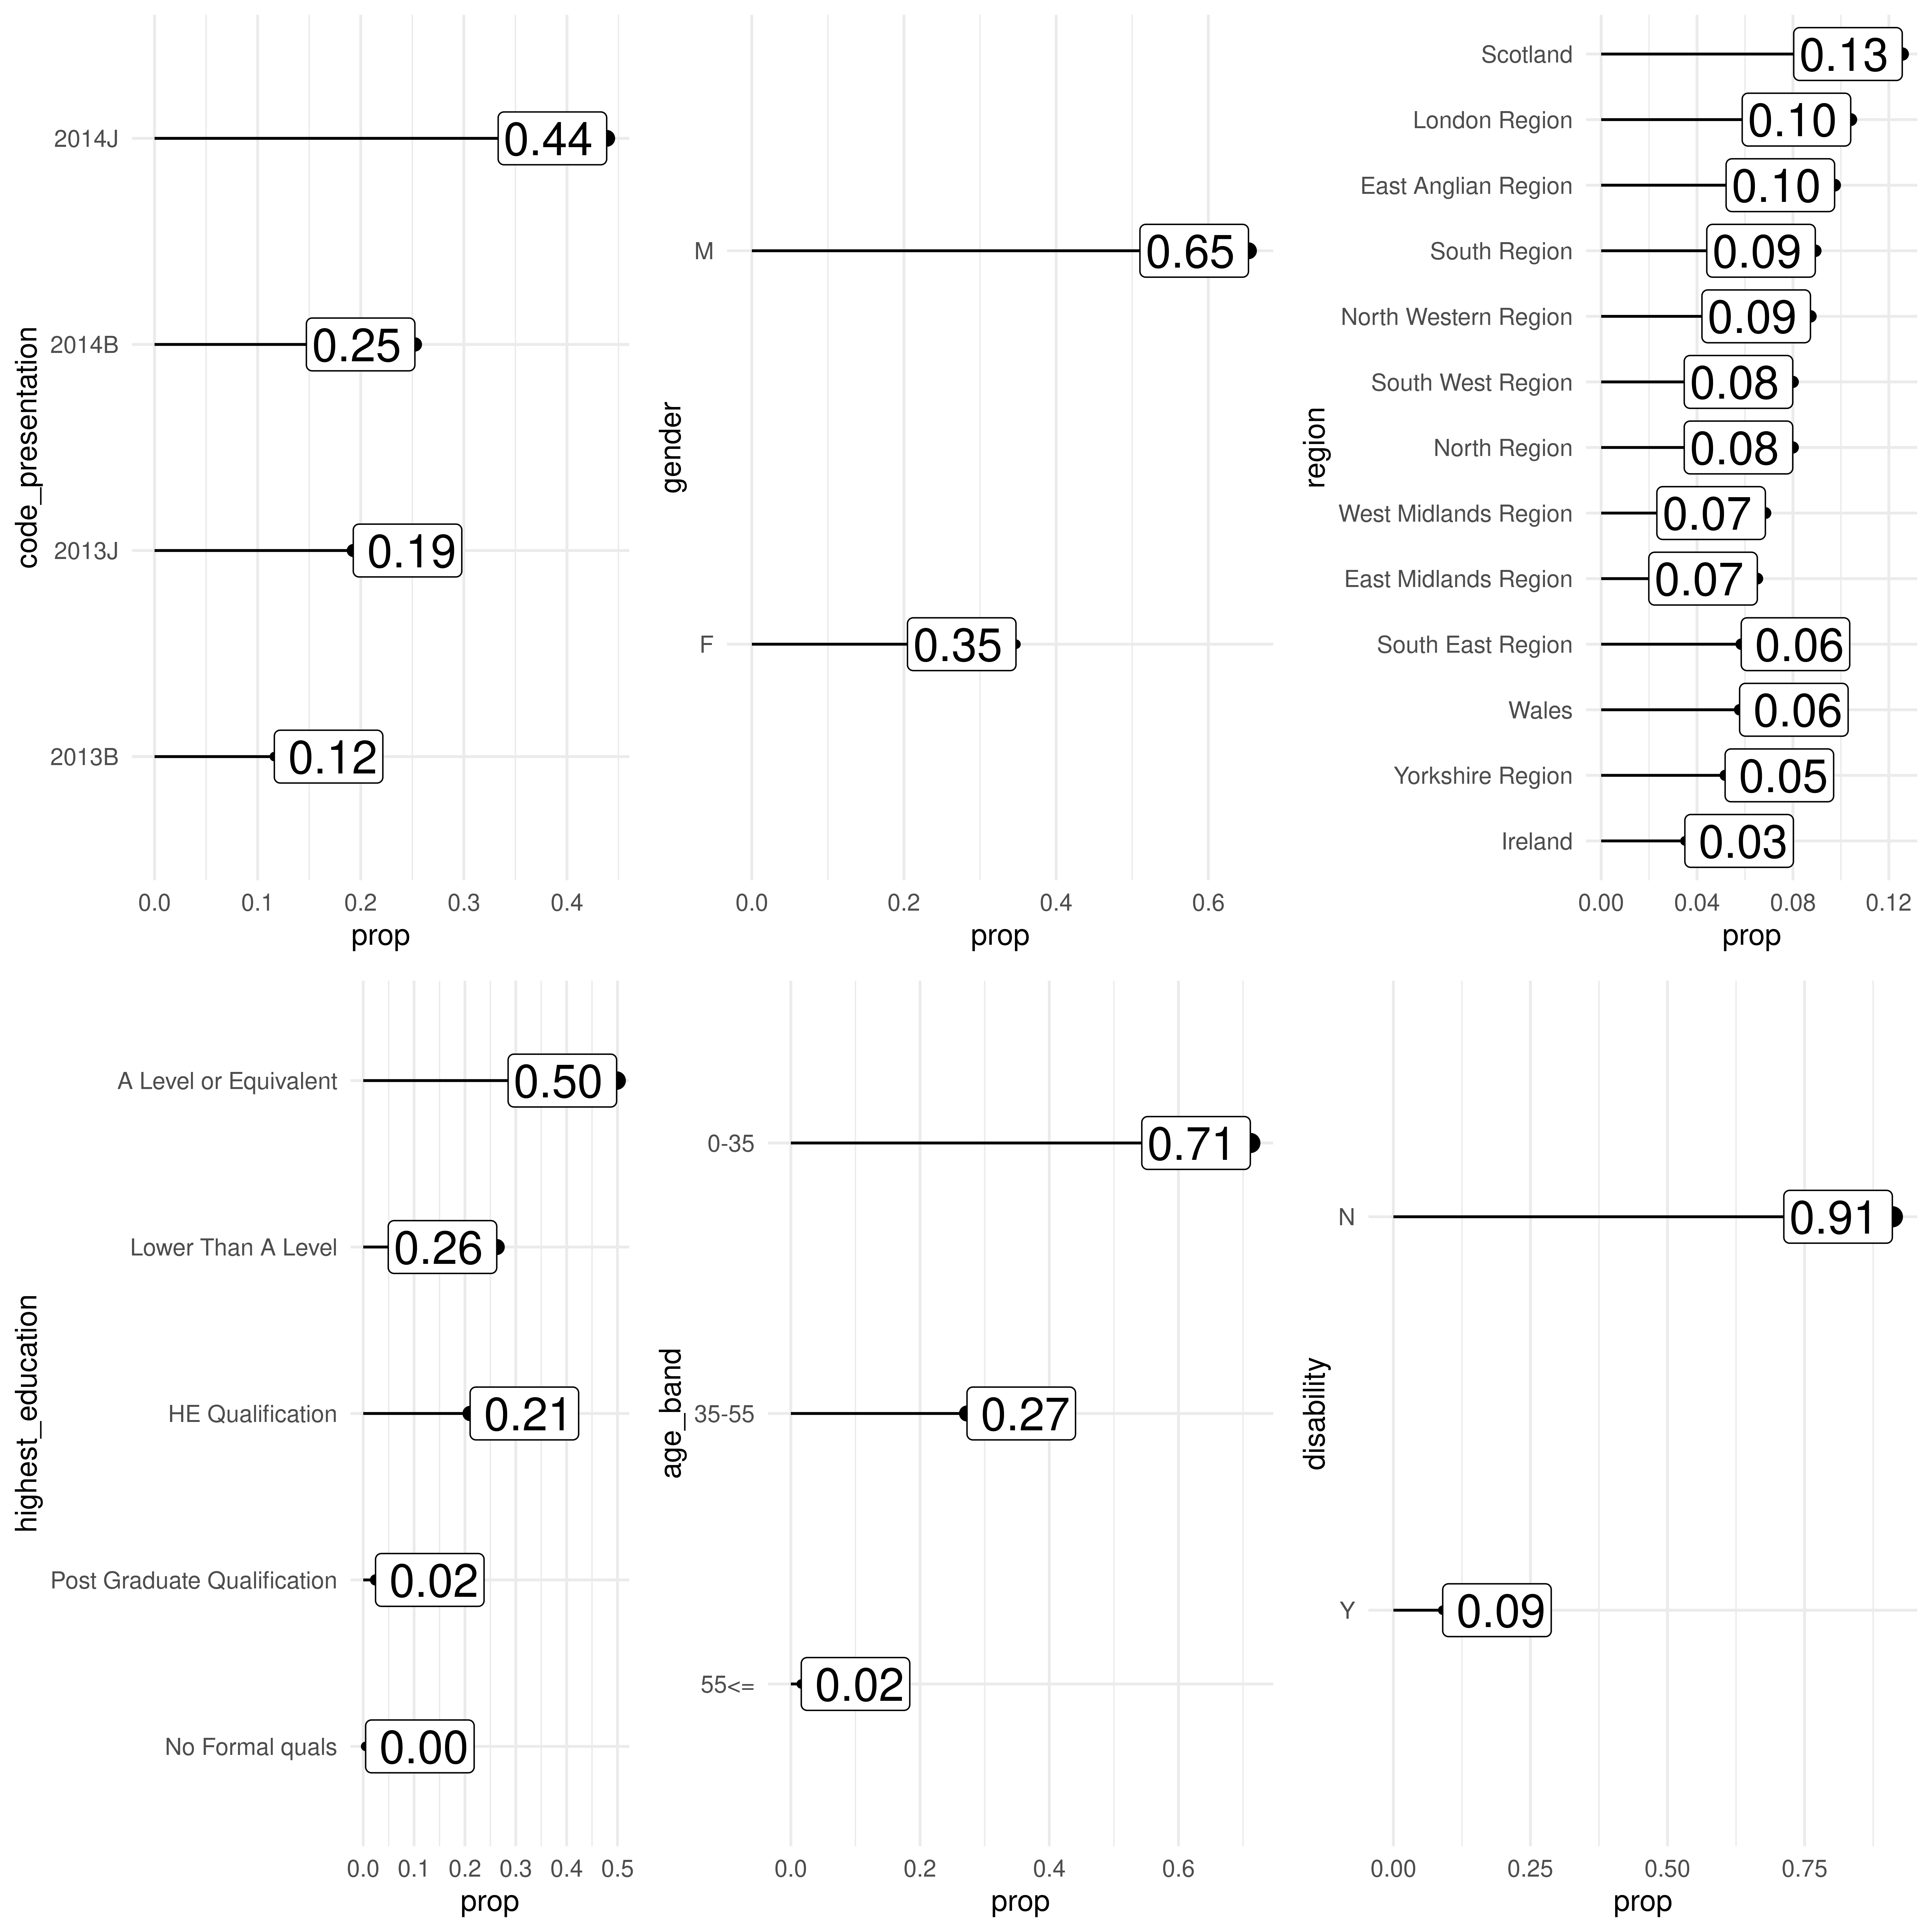 code_presentation
2014J 0.44
2014B 0.25
2013J 0.19
2013B 0.12
0.0 0.1 0.2 0.3 0.4
prop
gender
M 0.65
F 0.35
0.0 0.2 0.4 0.6
prop
region
Scotland 0.13
London Region 0.10
East Anglian Region 0.10
South Region 0.09
North Western Region 0.09
South West Region 0.08
North Region 0.08
West Midlands Region 0.07
East Midlands Region 0.07
South East Region 0.06
Wales 0.06
Yorkshire Region 0.05
Ireland 0.03
0.00 0.04 0.08 0.12
prop
highest_education
A Level or Equivalent 0.50
Lower Than A Level 0.26
HE Qualification 0.21
Post Graduate Qualification 0.02
No Formal quals 0.00
0.0 0.1 0.2 0.3 0.4 0.5
prop
age_band
0-35 0.71
35-55 0.27
55<= 0.02
0.0 0.2 0.4 0.6
prop
disability
N 0.91
Y 0.09
0.00 0.25 0.50 0.75
prop